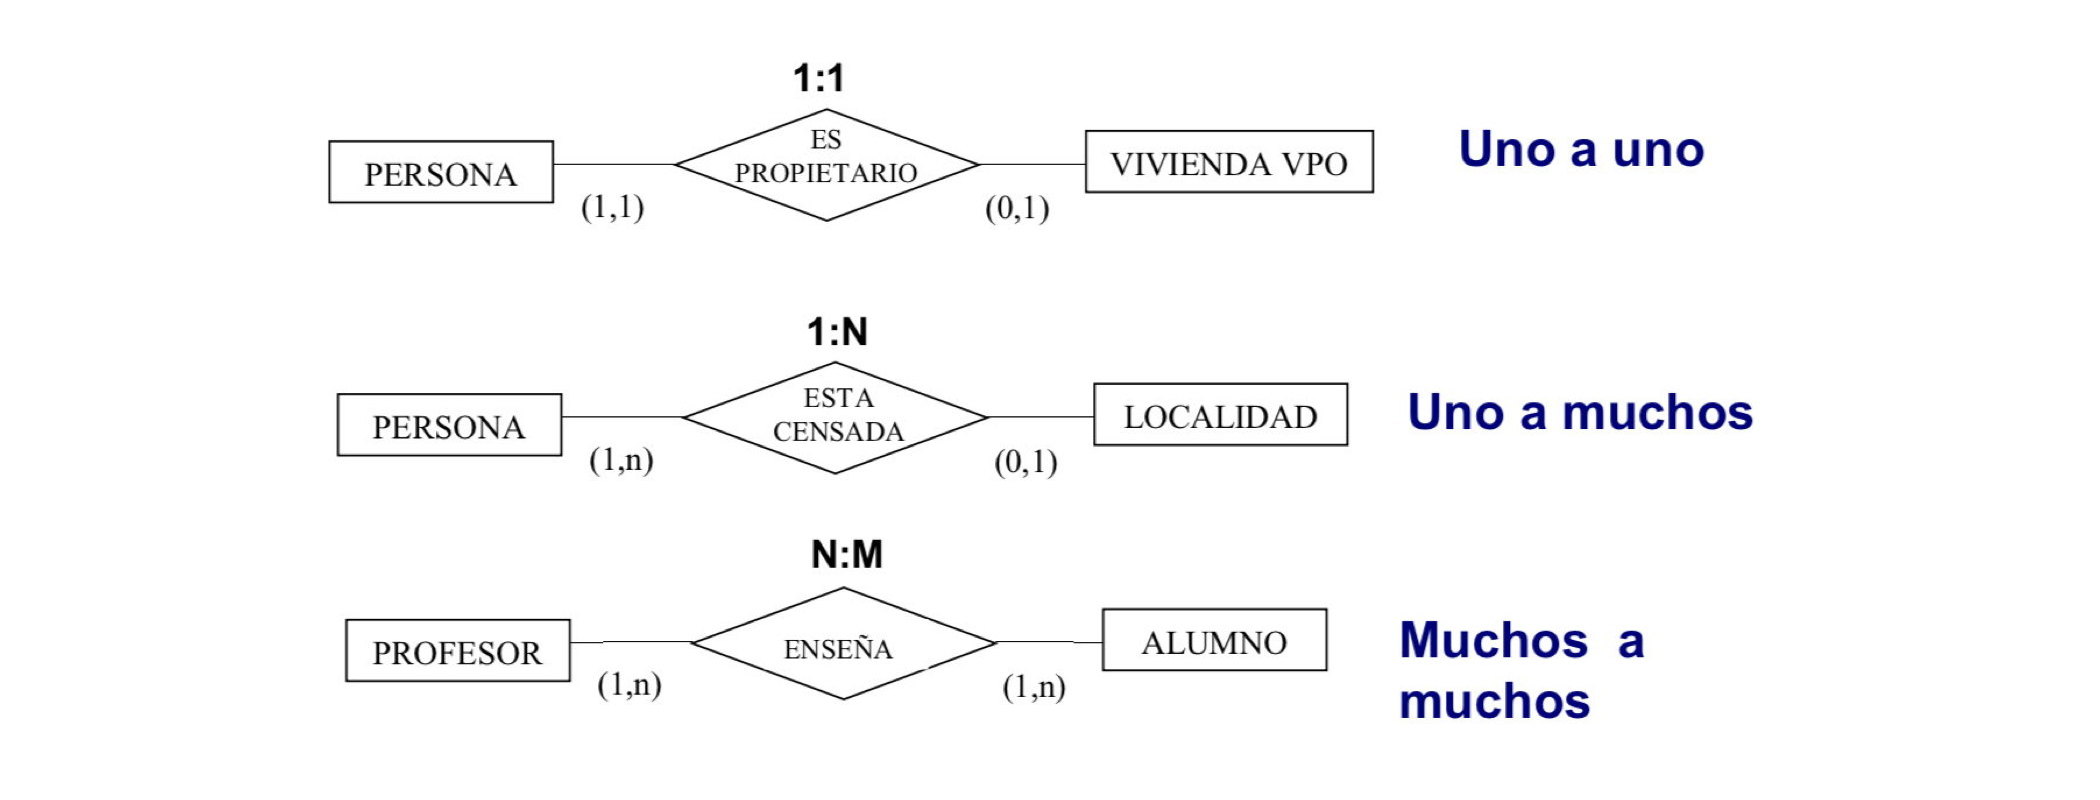 1:1
PERSONA
(1,1)
ES
PROPIETARIO
(0,1)
VIVIENDA VPO
Uno a uno
1:N
PERSONA
(1,n)
ESTA
CENSADA
(0,1)
LOCALIDAD
Uno a muchos
N:M
PROFESOR
(1,n)
ENSEÑA
(1,n)
ALUMNO
Muchos a
muchos